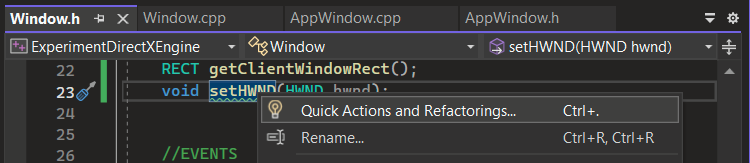 Window.h Window.cpp AppWindow.cpp AppWindow.h
ExperimentDirectXEngine Window setHWND(HWND hwnd)
22 RECT getClientWindowRect();
23 void setHWND(HWND hwnd);
24 Quick Actions and Refactorings... Ctrl+.
25 Rename... Ctrl+R, Ctrl+R
26 //EVENTS